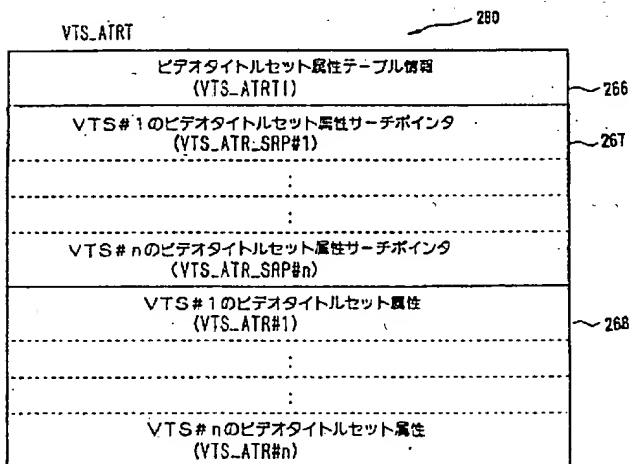 VTS_ATRT
280
ビデオタイトルセット属性テーブル情報
(VTS_ATRTI)
266
VTS#1のビデオタイトルセット属性サーチポインタ
(VTS_ATR_SRP#1)
267
:
:
VTS#nのビデオタイトルセット属性サーチポインタ
(VTS_ATR_SRP#n)
VTS#1のビデオタイトルセット属性
(VTS_ATR#1)
268
:
:
VTS#nのビデオタイトルセット属性
(VTS_ATR#n)